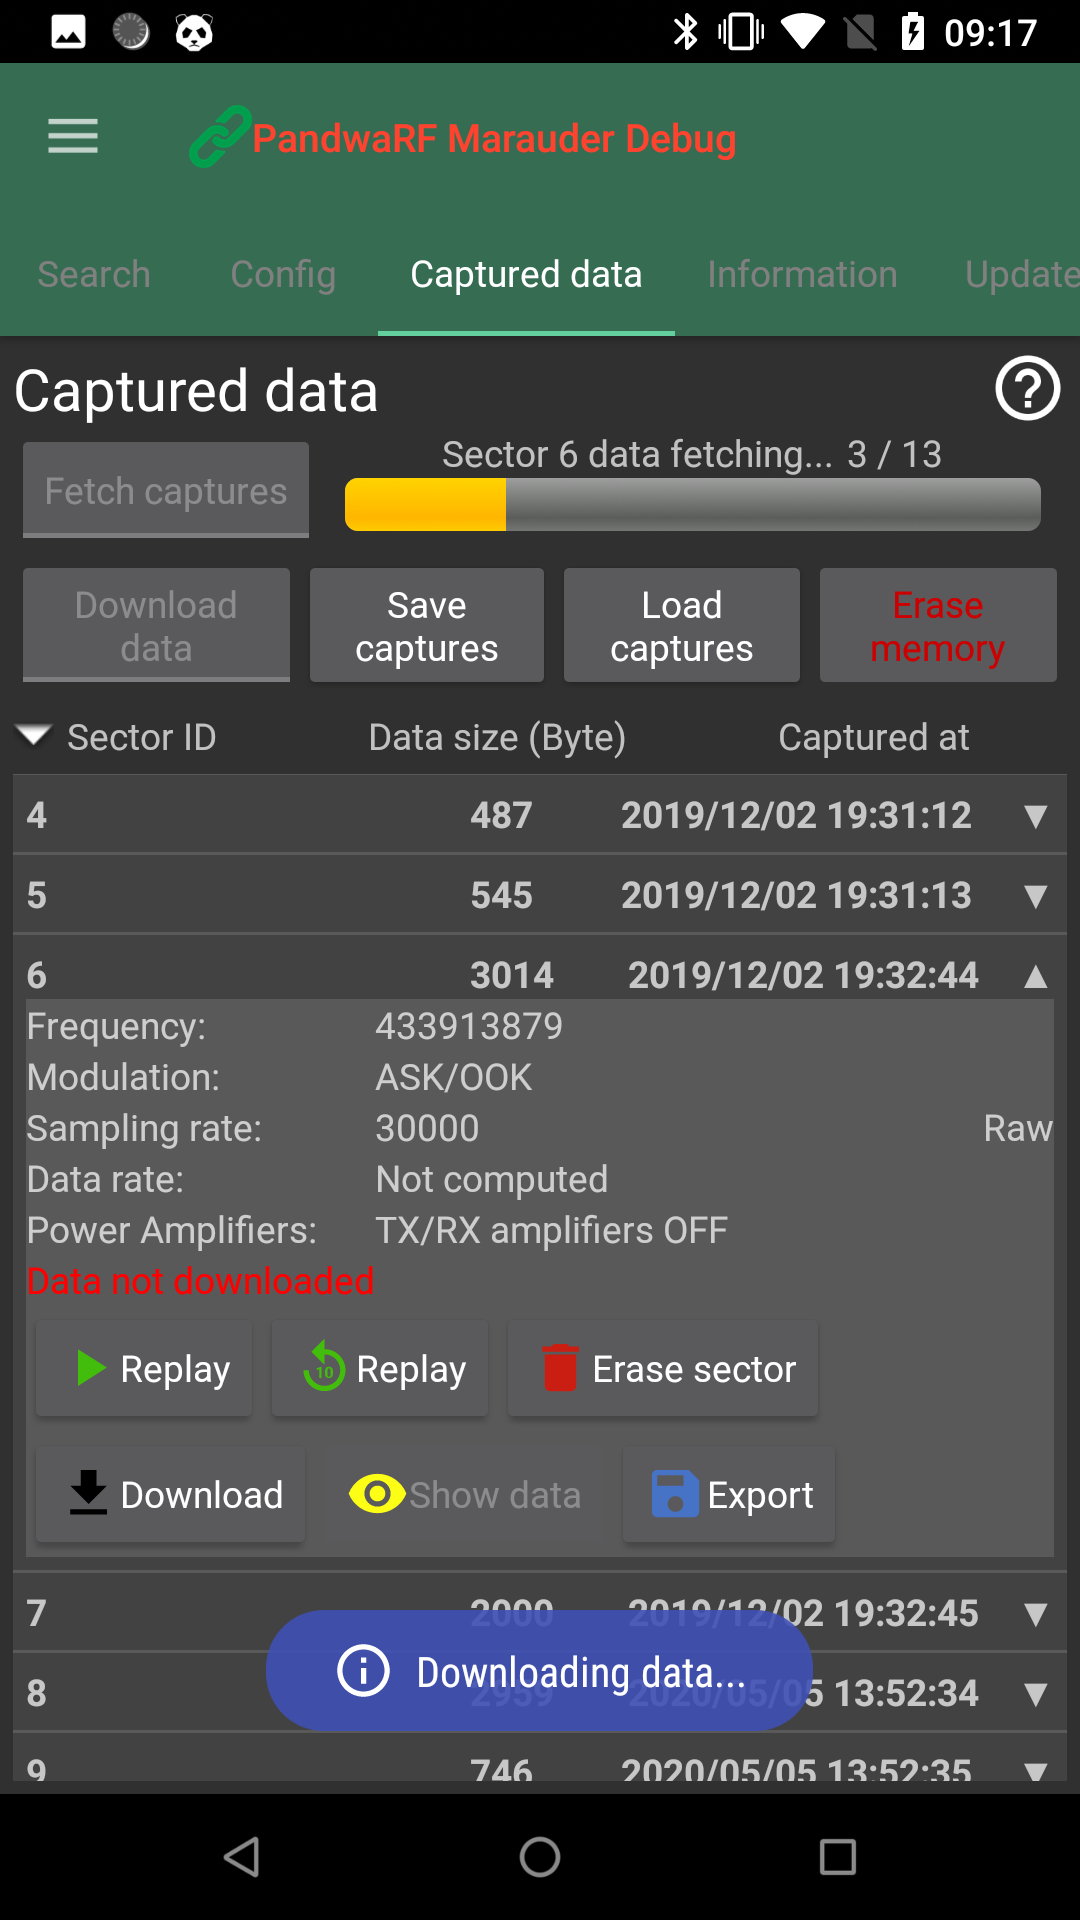 09:17
PandwaRF Marauder Debug
Search Config Captured data Information Update
Captured data
Sector 6 data fetching... 3 / 13
Fetch captures
Download data
Save captures
Load captures
Erase memory
Sector ID Data size (Byte) Captured at
4 487 2019/12/02 19:31:12
5 545 2019/12/02 19:31:13
6 3014 2019/12/02 19:32:44
Frequency: 433913879
Modulation: ASK/OOK
Sampling rate: 30000 Raw
Data rate: Not computed
Power Amplifiers: TX/RX amplifiers OFF
Data not downloaded
Replay 10 Replay Erase sector
Download Show data Export
7 2000 2019/12/02 19:32:45
8 2959 2020/05/05 13:52:34
Downloading data...
9 746 2020/05/05 13:52:35